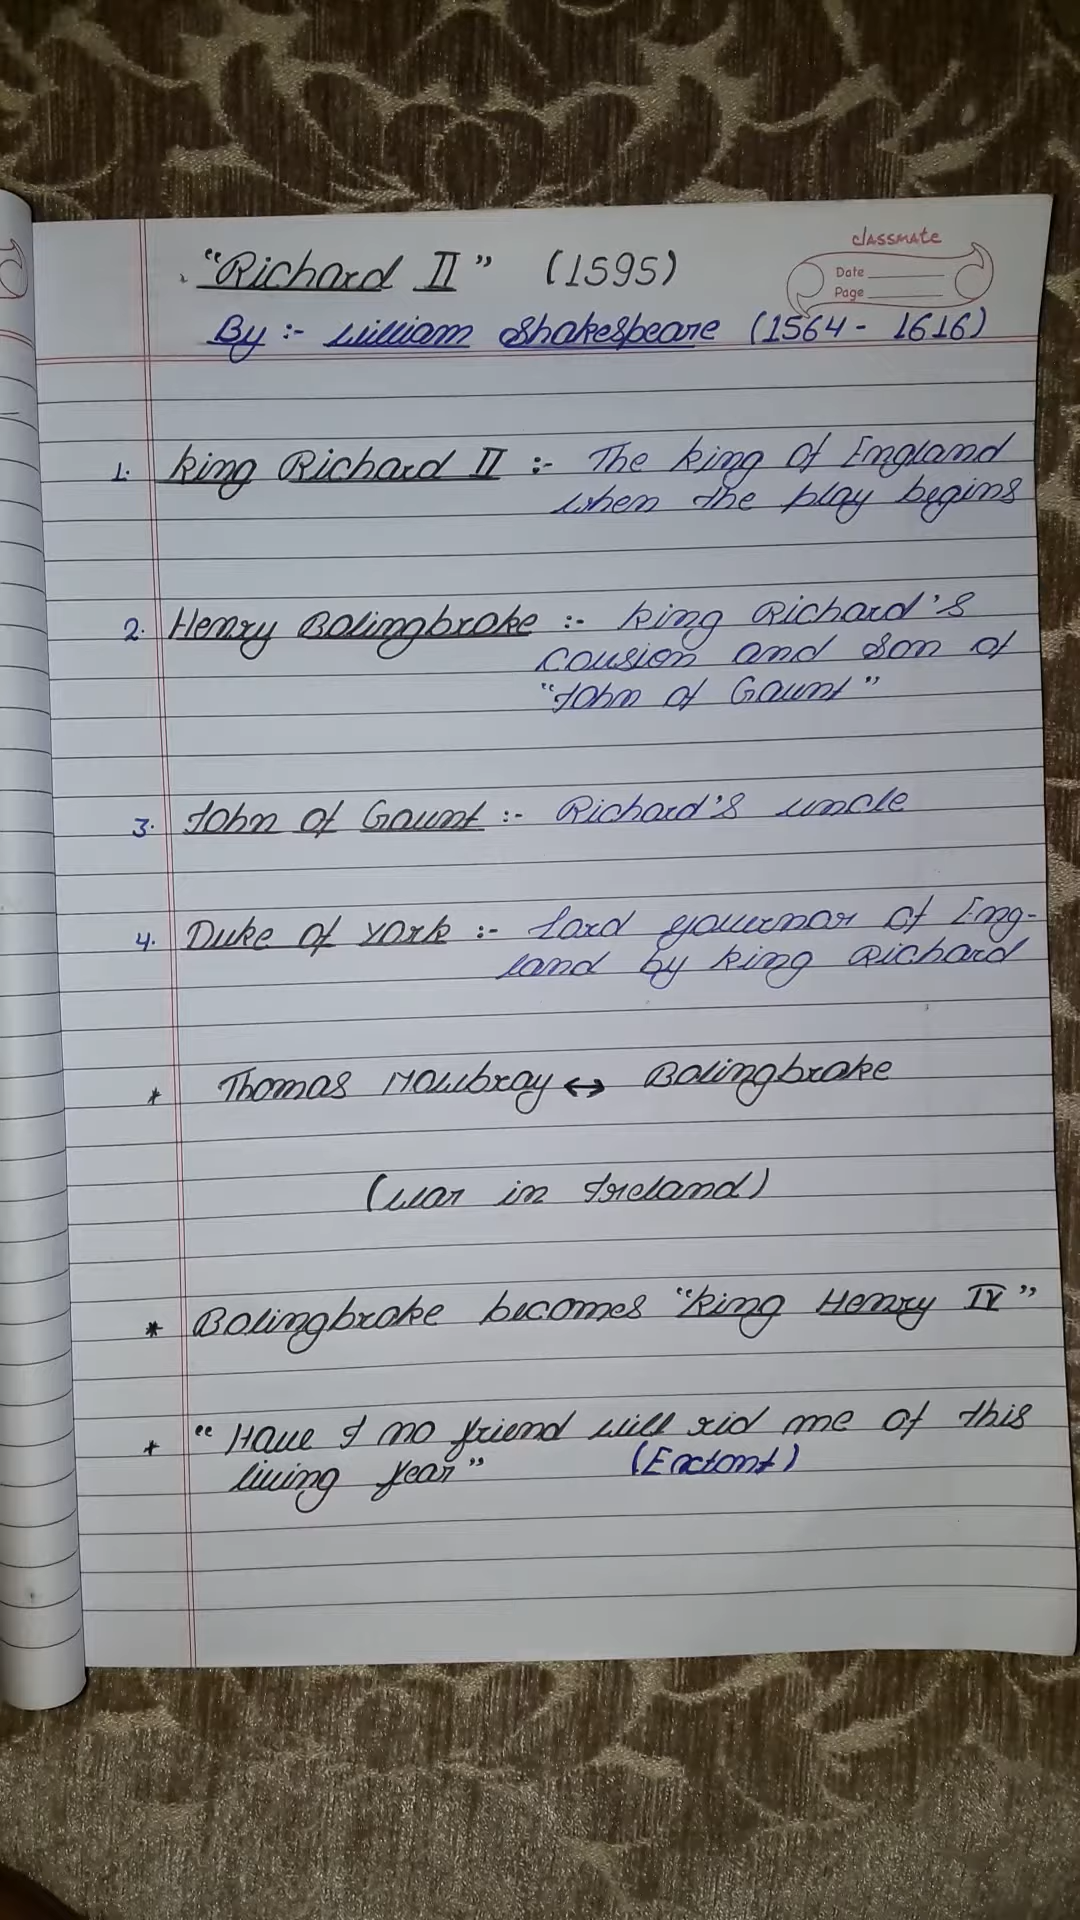 "Richard II" (1595)
classmate
Date
Page
By :- William Shakespeare (1564 - 1616)
1. King Richard II :- The King of England
when the play begins
2. Henry Bolingbroke :- King Richard's
cousion and son of
"John of Gaunt"
3. John of Gaunt :- Richard's uncle
4. Duke of York :- Lord governor of Eng-
land by King Richard
* Thomas Mowbray ↔ Bolingbroke
(war in Ireland)
* Bolingbroke becomes "King Henry IV"
* "Have I no friend will rid me of this
living fear" (Exton)